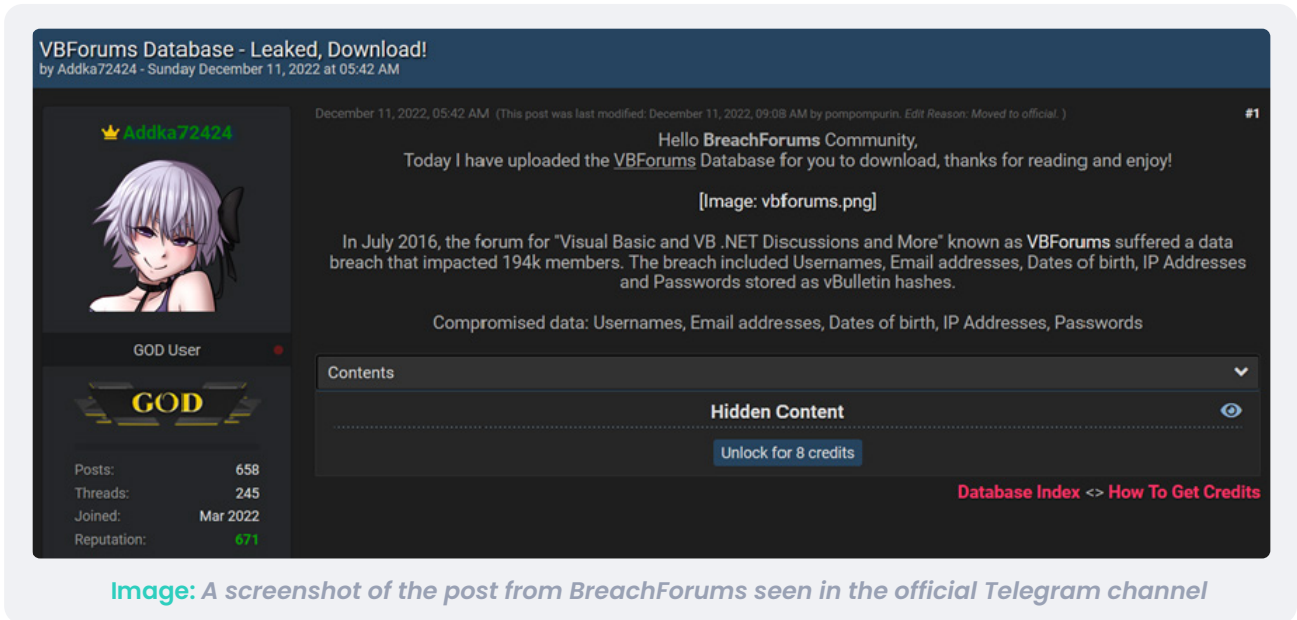 VBForums Database - Leaked, Download!
by Addka72424 - Sunday December 11, 2022 at 05:42 AM
Addka72424
GOD User
GOD
Posts: 658
Threads: 245
Joined: Mar 2022
Reputation: 671
December 11, 2022, 05:42 AM (This post was last modified: December 11, 2022, 09:08 AM by pompompurin. Edit Reason: Moved to official. )
#1
Hello BreachForums Community,
Today I have uploaded the VBForums Database for you to download, thanks for reading and enjoy!
[Image: vbforums.png]
In July 2016, the forum for "Visual Basic and VB .NET Discussions and More" known as VBForums suffered a data
breach that impacted 194k members. The breach included Usernames, Email addresses, Dates of birth, IP Addresses
and Passwords stored as vBulletin hashes.
Compromised data: Usernames, Email addresses, Dates of birth, IP Addresses, Passwords
Contents
Hidden Content
Unlock for 8 credits
Database Index <> How To Get Credits
Image: A screenshot of the post from BreachForums seen in the official Telegram channel